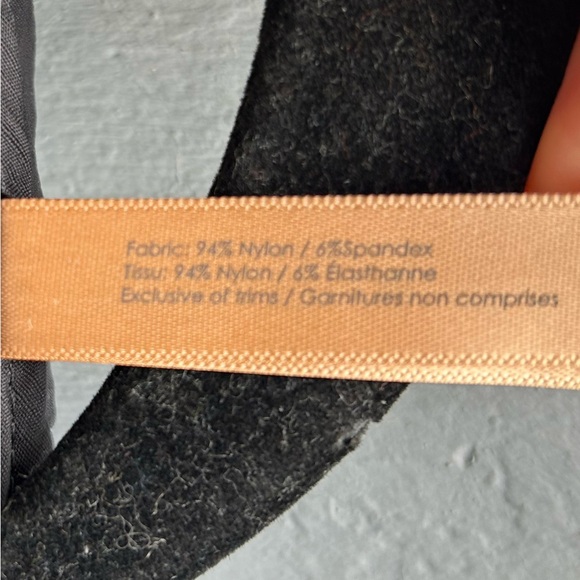 Fabric: 94% Nylon / 6%Spandex
Tissu: 94% Nylon / 6% Élasthanne
Exclusive of trims / Garnitures non comprises